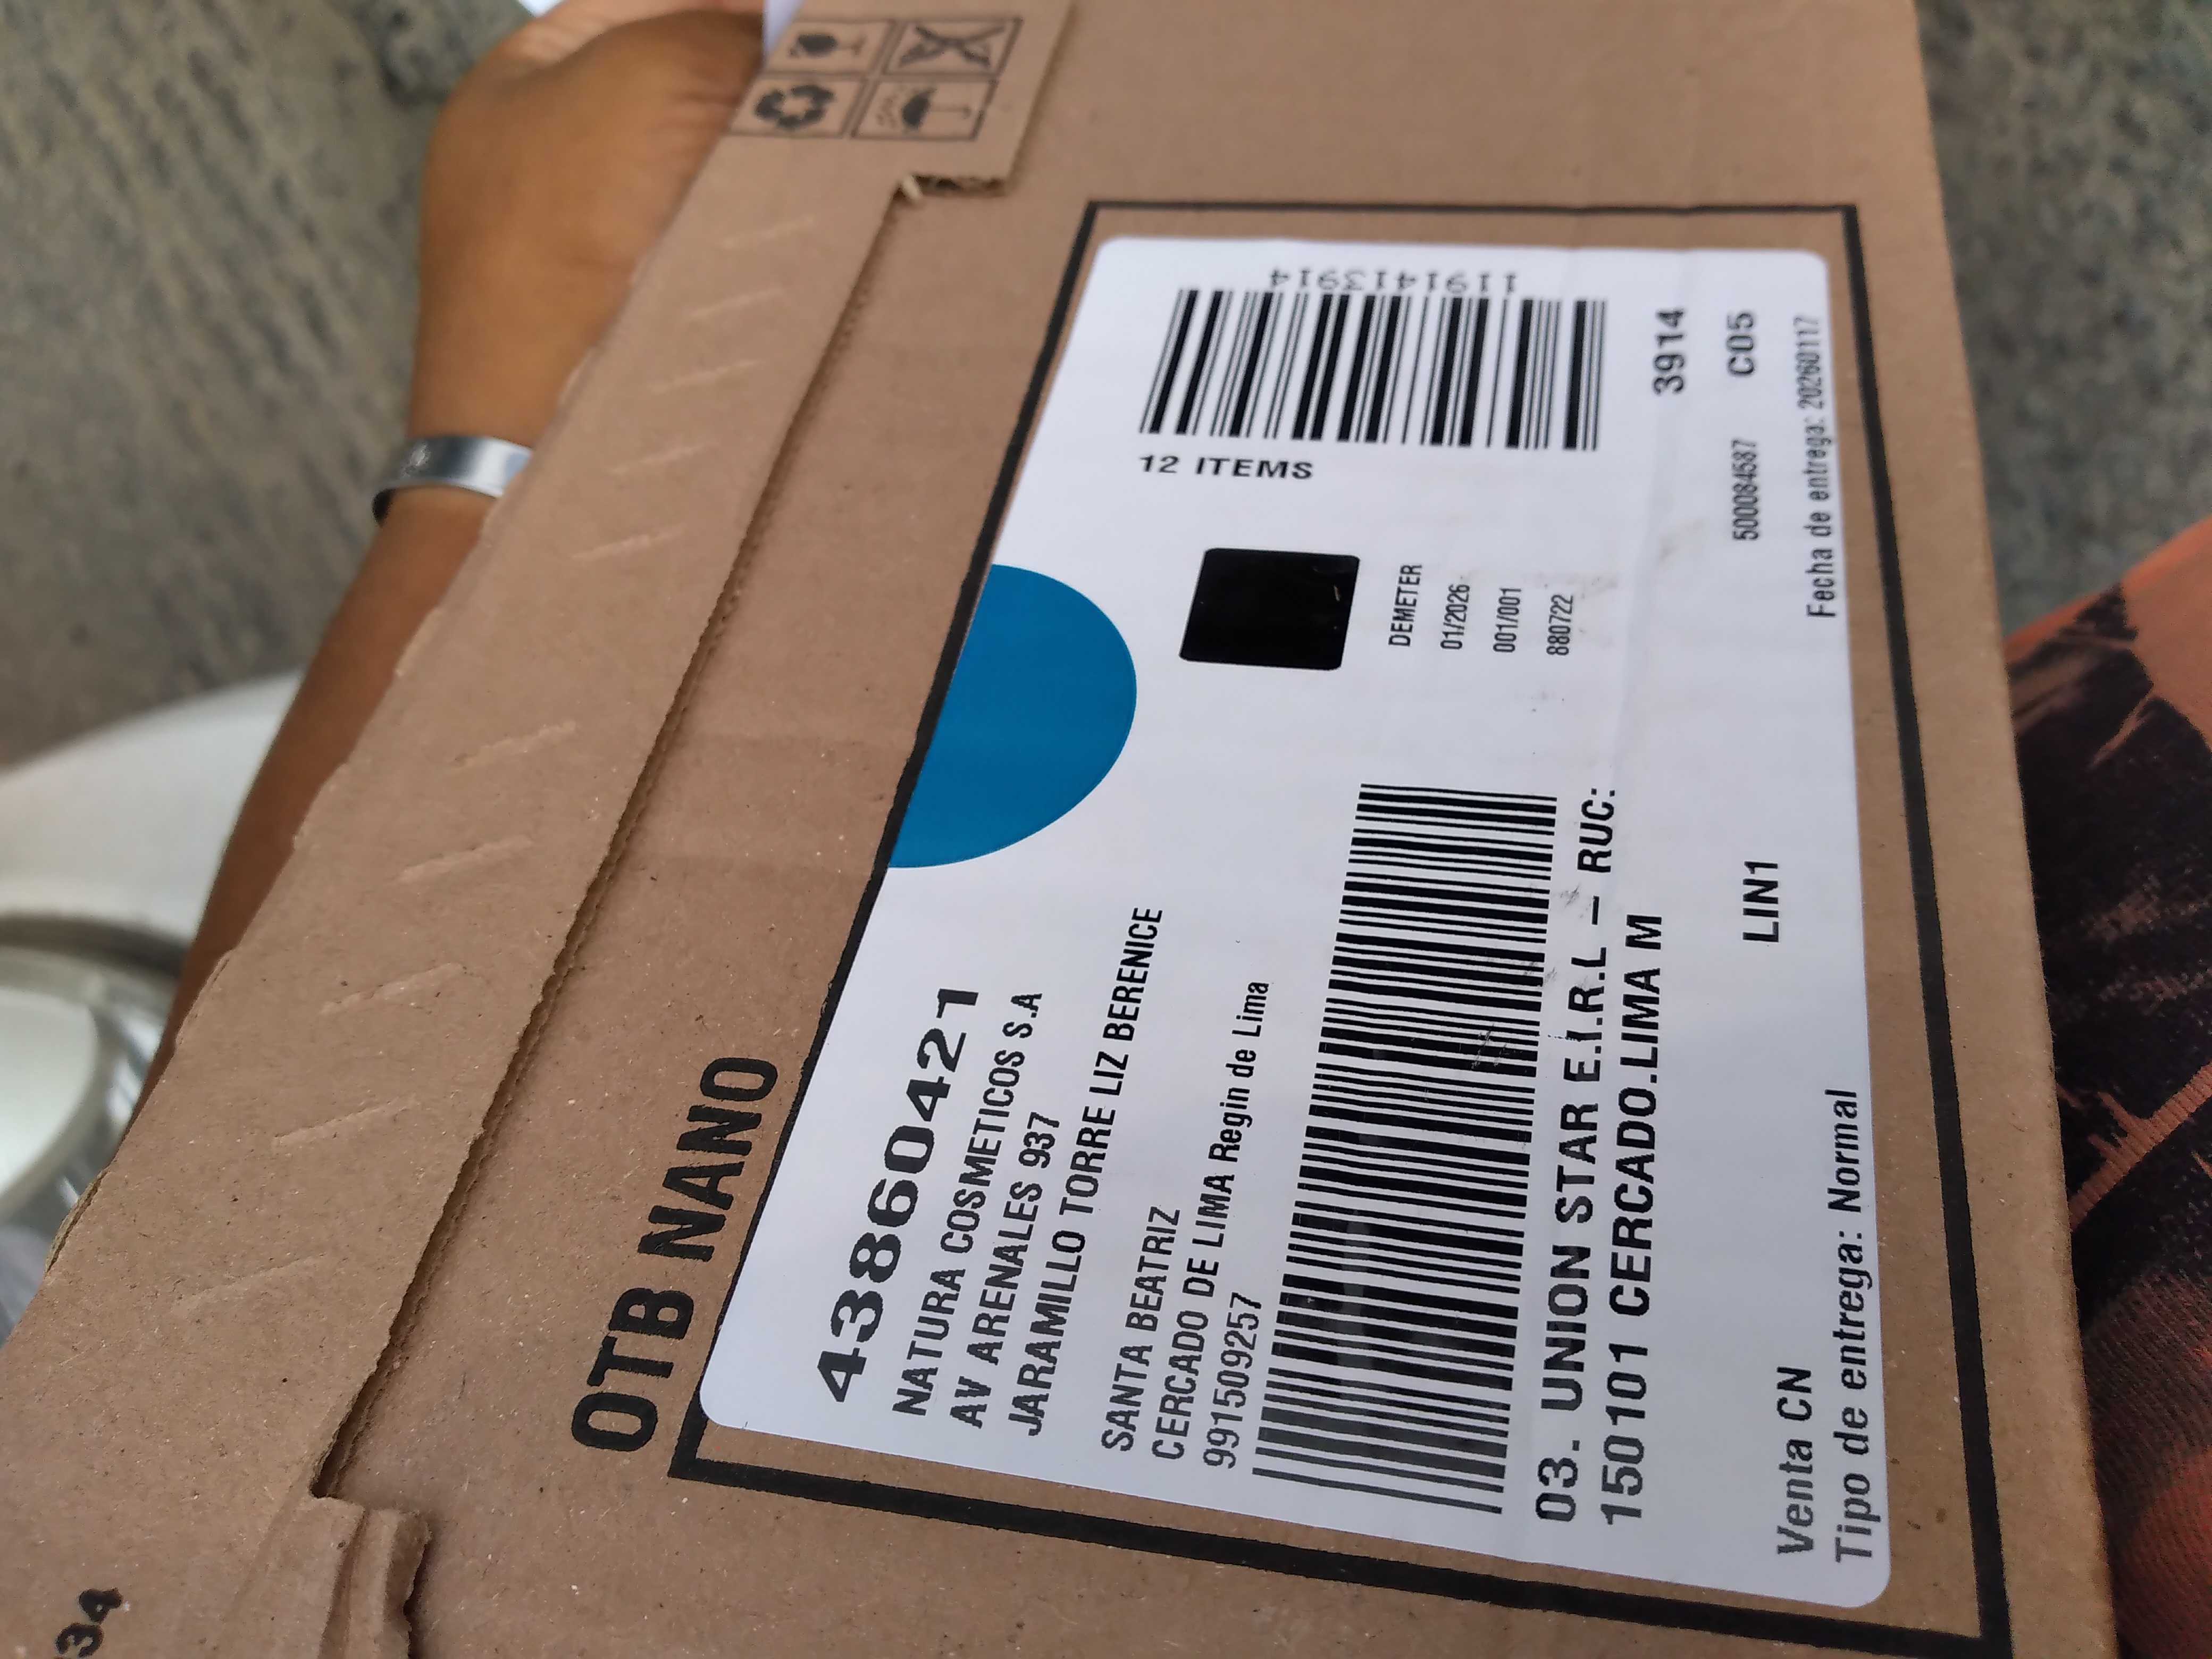 OTB NANO
43860421
NATURA COSMETICOS S.A
AV ARENALES 937
JARAMILLO TORRE LIZ BERENICE
SANTA BEATRIZ
CERCADO DE LIMA Regin de Lima
991509257
03. UNION STAR E.I.R.L – RUC:
150101 CERCADO.LIMA M
LIN1
Venta CN
Tipo de entrega: Normal
1191413914
12 ITEMS
DEMETER
01/2026
001/001
880722
3914
500084587 C05
Fecha de entrega: 20260117
34